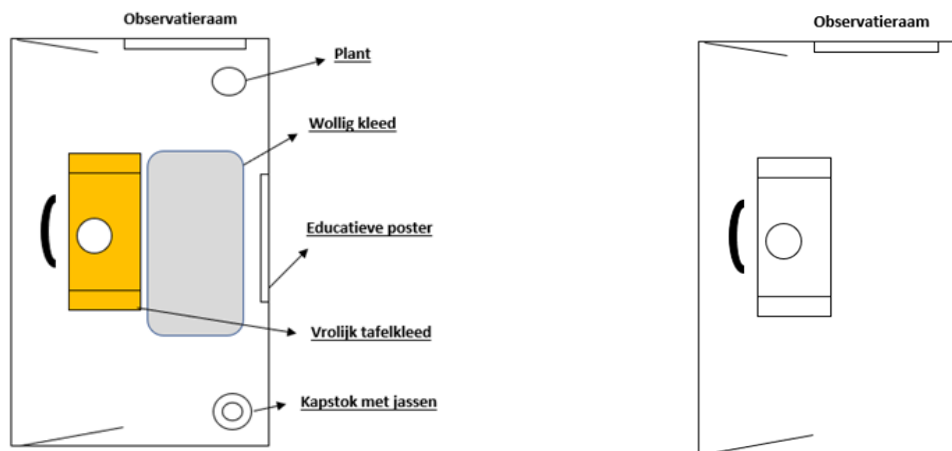 Observatieraam
Plant
Wollig kleed
Educatieve poster
Vrolijk tafelkleed
Kapstok met jassen
Observatieraam